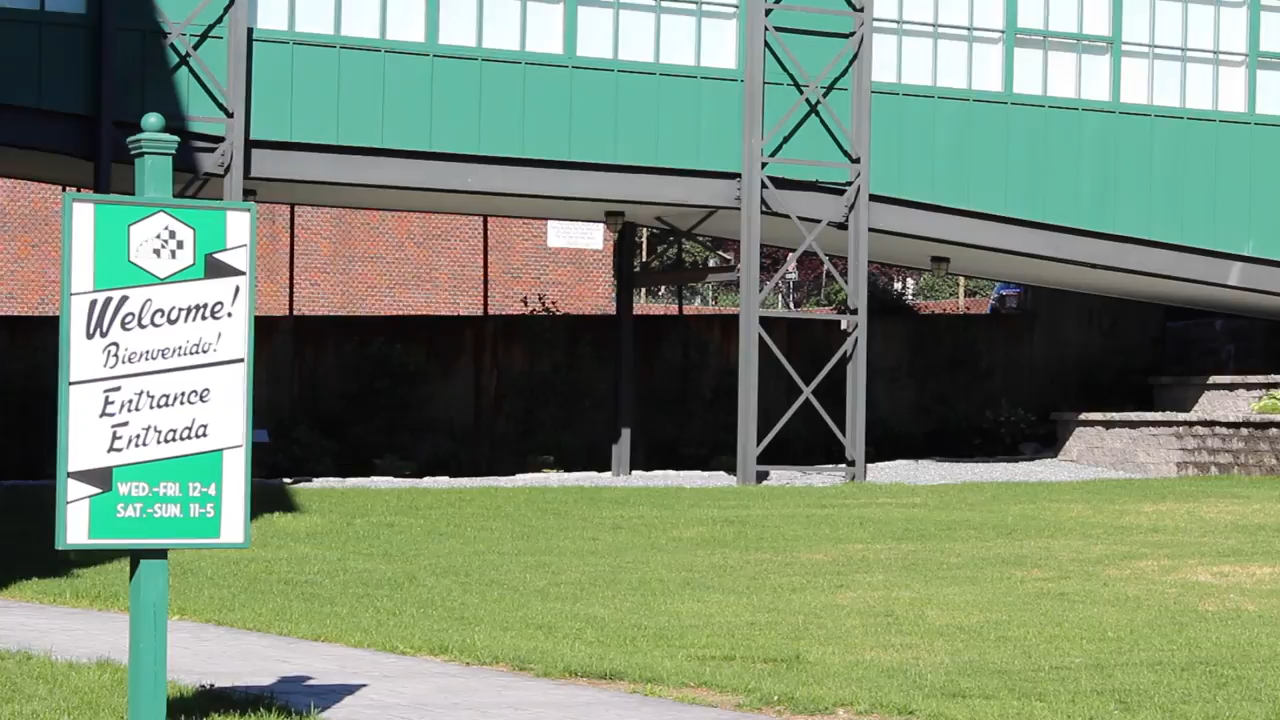 Welcome!
Bienvenido!
Entrance
Entrada
WED.-FRI. 12-4
SAT.-SUN. 11-5